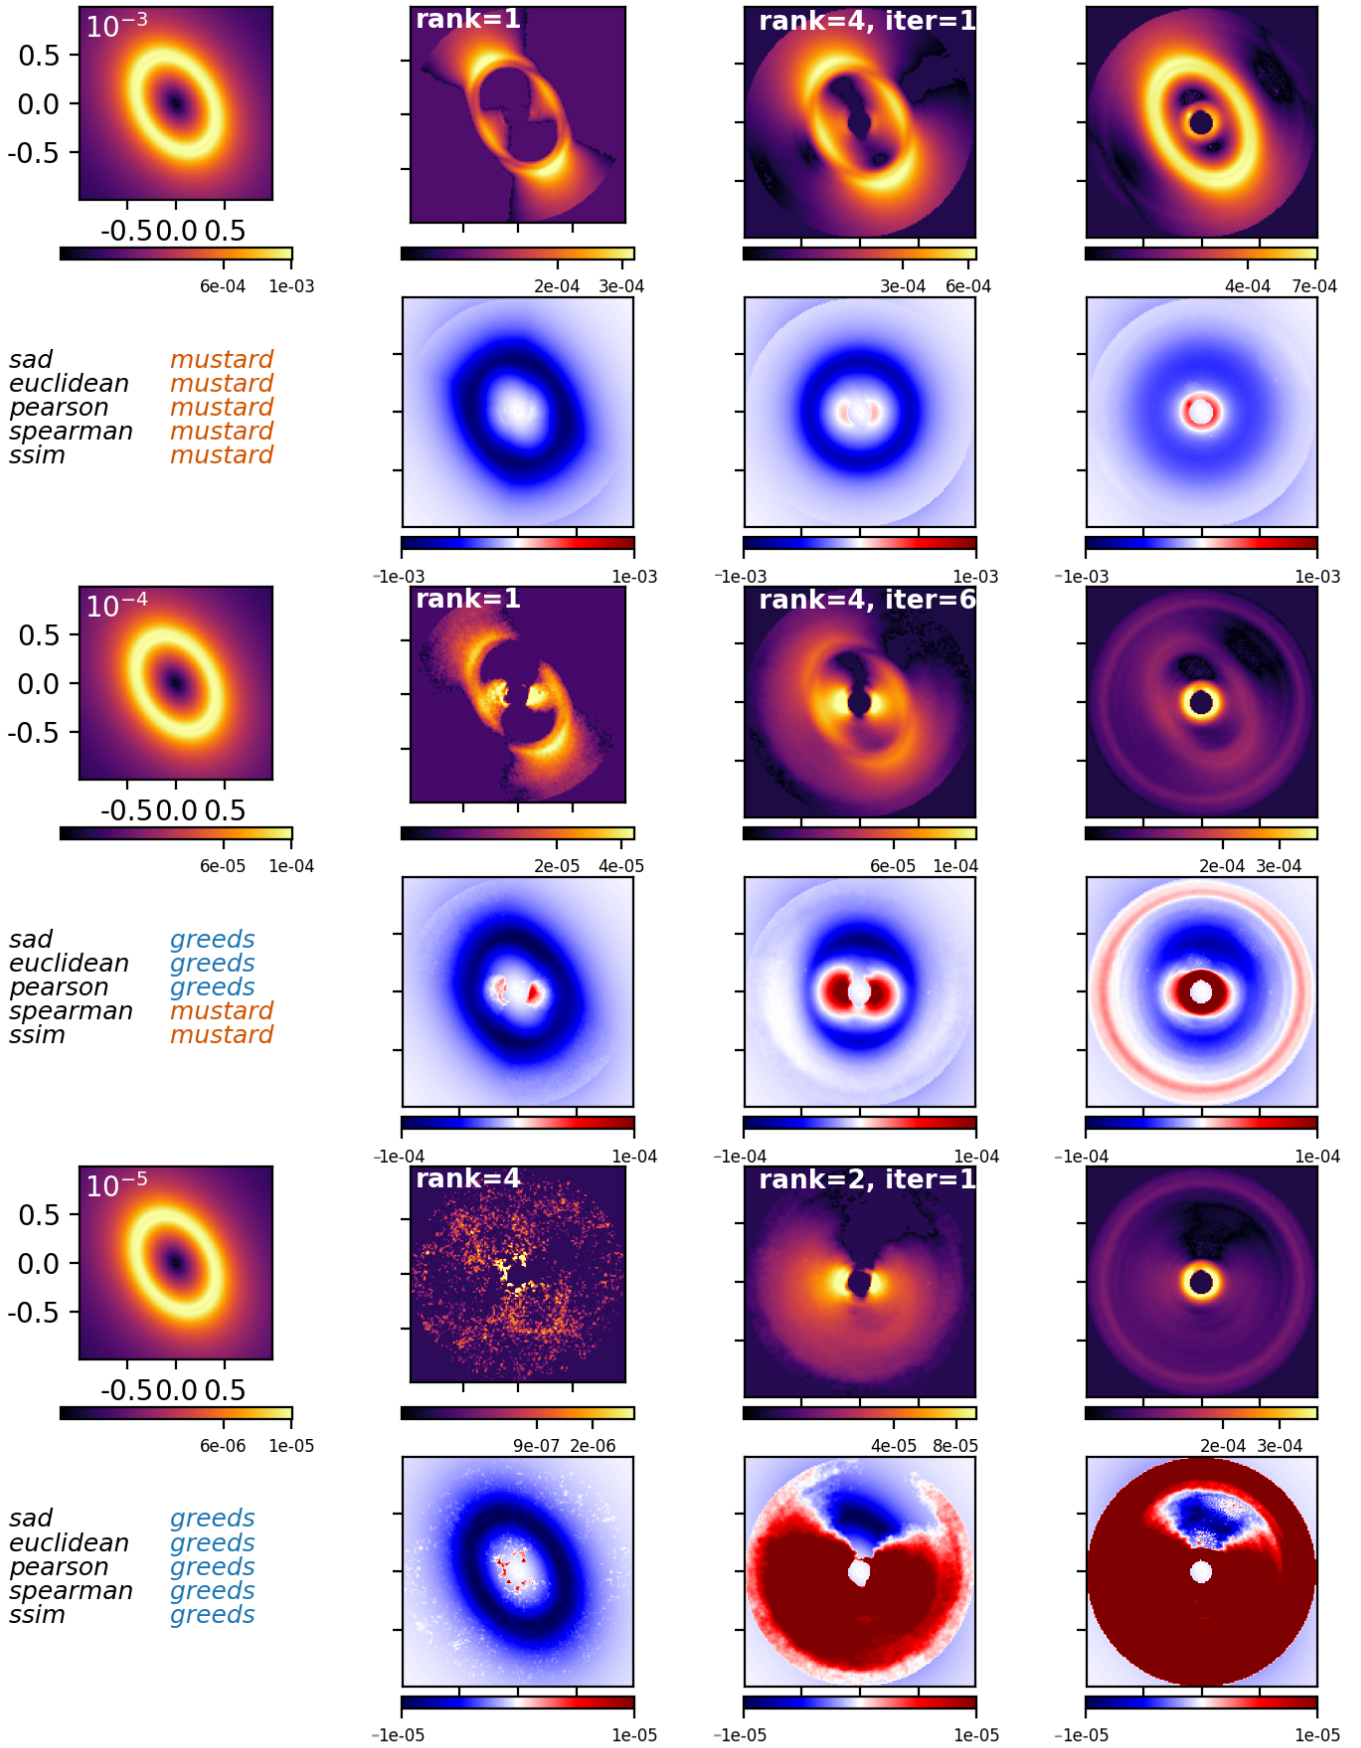 10⁻³
rank=1
rank=4, iter=1
0.5
0.0
-0.5
-0.5 0.0 0.5
6e-04 1e-03
2e-04 3e-04
3e-04 6e-04
4e-04 7e-04
sad mustard
euclidean mustard
pearson mustard
spearman mustard
ssim mustard
−1e-03 1e-03
−1e-03 1e-03
−1e-03 1e-03
10⁻⁴
rank=1
rank=4, iter=6
0.5
0.0
-0.5
-0.5 0.0 0.5
6e-05 1e-04
2e-05 4e-05
6e-05 1e-04
2e-04 3e-04
sad greeds
euclidean greeds
pearson greeds
spearman mustard
ssim mustard
−1e-04 1e-04
−1e-04 1e-04
−1e-04 1e-04
10⁻⁵
rank=4
rank=2, iter=1
0.5
0.0
-0.5
-0.5 0.0 0.5
6e-06 1e-05
9e-07 2e-06
4e-05 8e-05
2e-04 3e-04
sad greeds
euclidean greeds
pearson greeds
spearman greeds
ssim greeds
−1e-05 1e-05
−1e-05 1e-05
−1e-05 1e-05